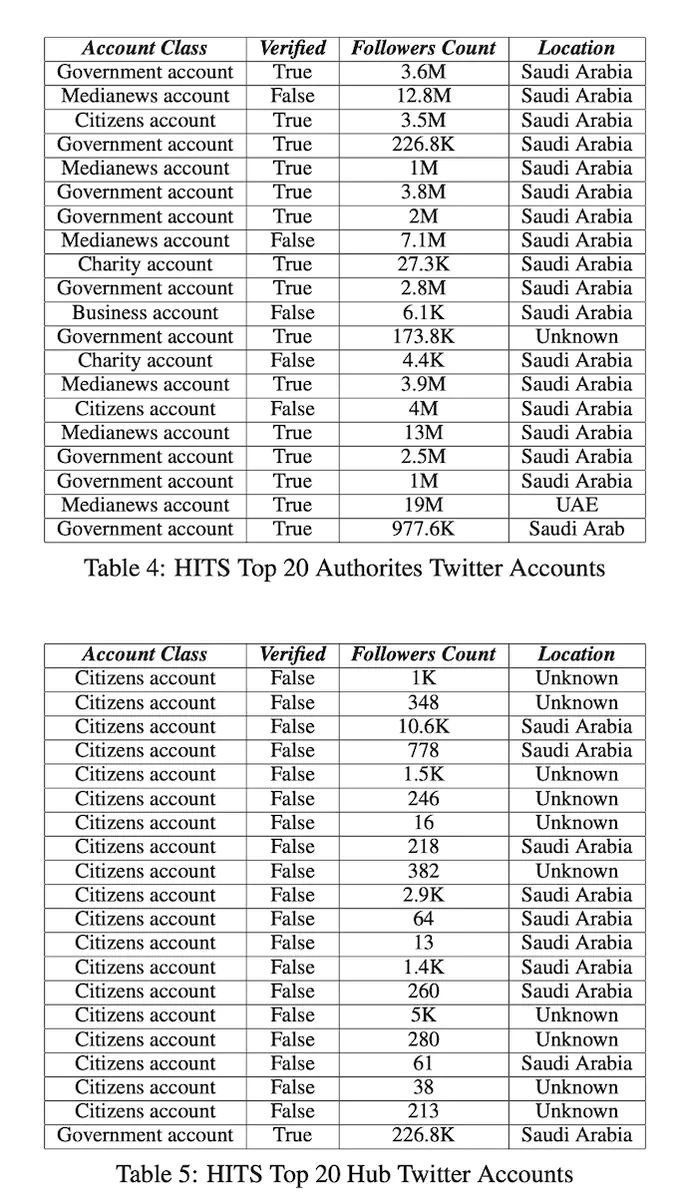 Account Class Verified Followers Count Location
Government account True 3.6M Saudi Arabia
Medianews account False 12.8M Saudi Arabia
Citizens account True 3.5M Saudi Arabia
Government account True 226.8K Saudi Arabia
Medianews account True 1M Saudi Arabia
Government account True 3.8M Saudi Arabia
Government account True 2M Saudi Arabia
Medianews account False 7.1M Saudi Arabia
Charity account True 27.3K Saudi Arabia
Government account True 2.8M Saudi Arabia
Business account False 6.1K Saudi Arabia
Government account True 173.8K Unknown
Charity account False 4.4K Saudi Arabia
Medianews account True 3.9M Saudi Arabia
Citizens account False 4M Saudi Arabia
Medianews account True 13M Saudi Arabia
Government account True 2.5M Saudi Arabia
Government account True 1M Saudi Arabia
Medianews account True 19M UAE
Government account True 977.6K Saudi Arab
Table 4: HITS Top 20 Authorites Twitter Accounts
Account Class Verified Followers Count Location
Citizens account False 1K Unknown
Citizens account False 348 Unknown
Citizens account False 10.6K Saudi Arabia
Citizens account False 778 Saudi Arabia
Citizens account False 1.5K Unknown
Citizens account False 246 Unknown
Citizens account False 16 Unknown
Citizens account False 218 Saudi Arabia
Citizens account False 382 Unknown
Citizens account False 2.9K Saudi Arabia
Citizens account False 64 Saudi Arabia
Citizens account False 13 Saudi Arabia
Citizens account False 1.4K Saudi Arabia
Citizens account False 260 Saudi Arabia
Citizens account False 5K Unknown
Citizens account False 280 Unknown
Citizens account False 61 Saudi Arabia
Citizens account False 38 Unknown
Citizens account False 213 Unknown
Government account True 226.8K Saudi Arabia
Table 5: HITS Top 20 Hub Twitter Accounts